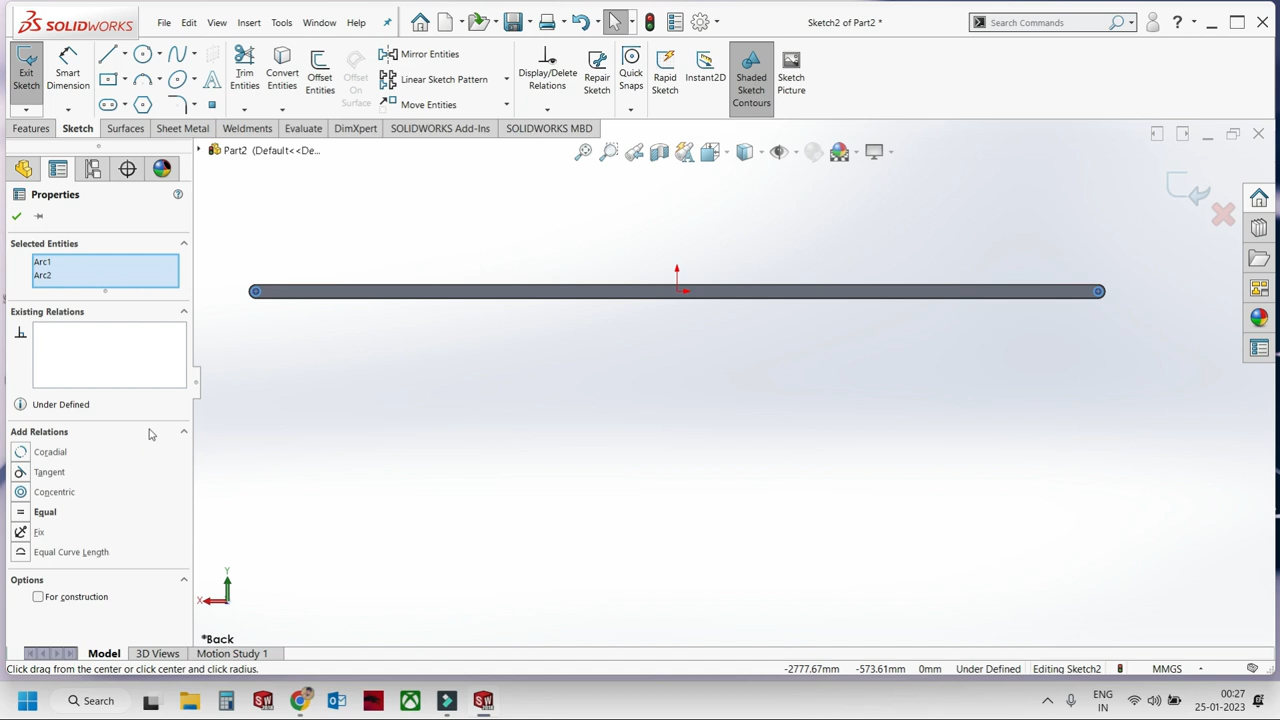 SOLIDWORKS
File Edit View Insert Tools Window Help
Sketch2 of Part2 *
Search Commands
Exit Sketch
Smart Dimension
Trim Entities
Convert Entities
Offset Entities
Offset On Surface
Mirror Entities
Linear Sketch Pattern
Move Entities
Display/Delete Relations
Repair Sketch
Quick Snaps
Rapid Sketch
Instant2D
Shaded Sketch Contours
Sketch Picture
Features Sketch Surfaces Sheet Metal Weldments Evaluate DimXpert SOLIDWORKS Add-Ins SOLIDWORKS MBD
Part2 (Default<<De...
Properties
Selected Entities
Arc1
Arc2
Existing Relations
Under Defined
Add Relations
Coradial
Tangent
Concentric
Equal
Fix
Equal Curve Length
Options
For construction
Y
X
*Back
Model 3D Views Motion Study 1
Click drag from the center or click center and click radius.
-2777.67mm -573.61mm 0mm Under Defined Editing Sketch2 MMGS
Search
ENG
IN
00:27
25-01-2023